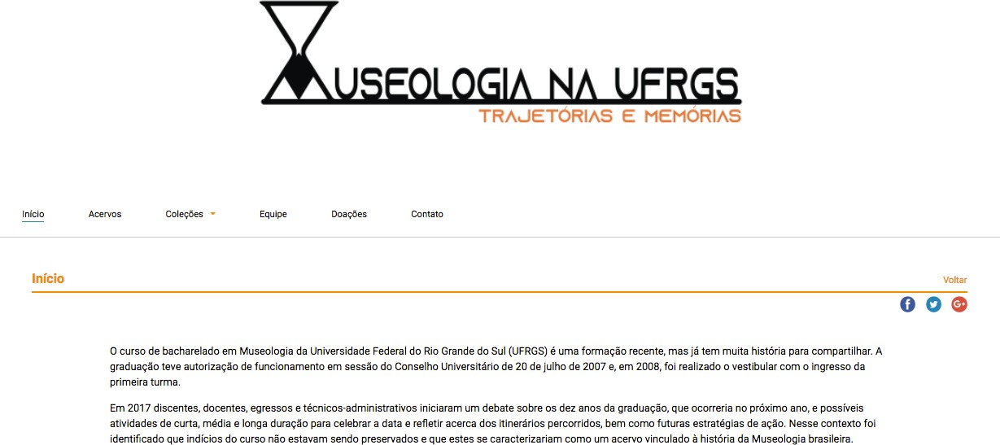 MUSEOLOGIA NA UFRGS
TRAJETÓRIAS E MEMÓRIAS
Início Acervos Coleções Equipe Doações Contato
Início Voltar
O curso de bacharelado em Museologia da Universidade Federal do Rio Grande do Sul (UFRGS) é uma formação recente, mas já tem muita história para compartilhar. A
graduação teve autorização de funcionamento em sessão do Conselho Universitário de 20 de julho de 2007 e, em 2008, foi realizado o vestibular com o ingresso da
primeira turma.
Em 2017 discentes, docentes, egressos e técnicos-administrativos iniciaram um debate sobre os dez anos da graduação, que ocorreria no próximo ano, e possíveis
atividades de curta, média e longa duração para celebrar a data e refletir acerca dos itinerários percorridos, bem como futuras estratégias de ação. Nesse contexto foi
identificado que indícios do curso não estavam sendo preservados e que estes se caracterizariam como um acervo vinculado à história da Museologia brasileira.